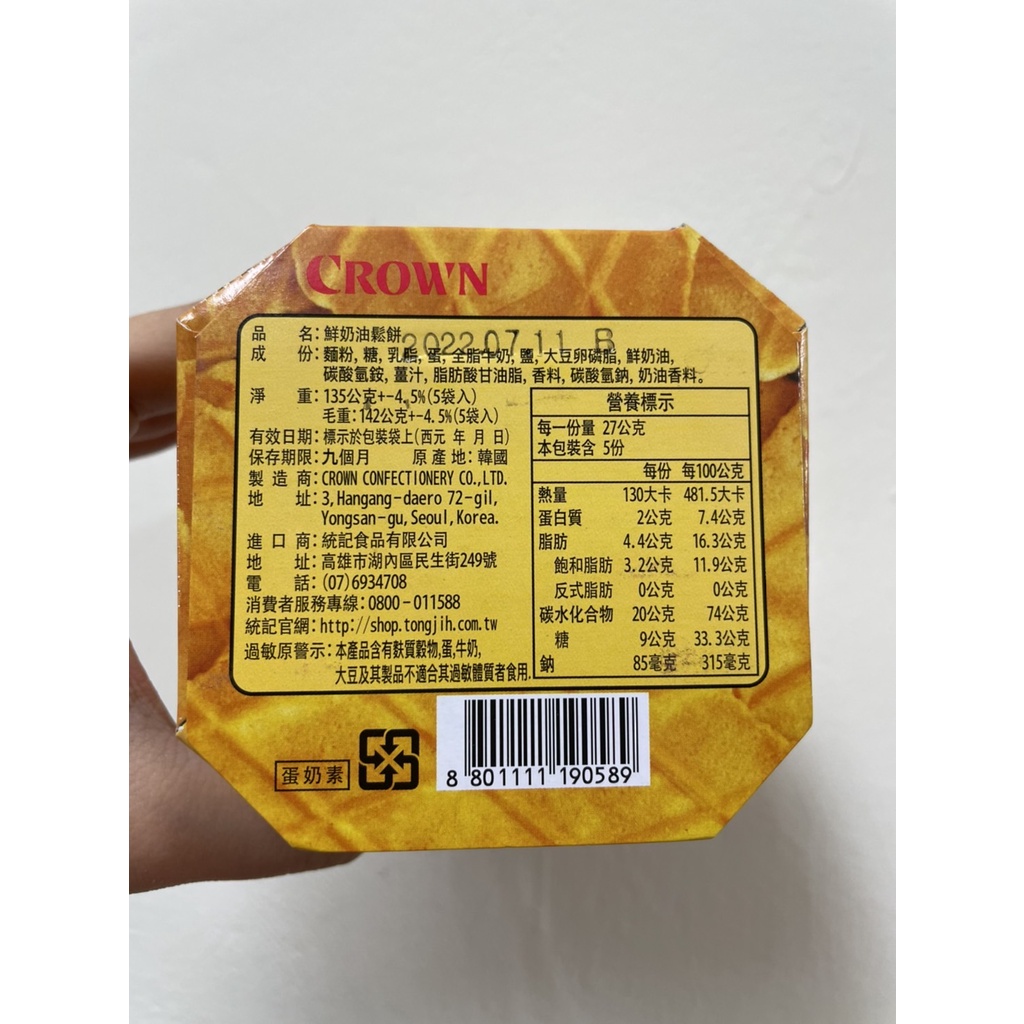 CROWN
品　　名:鮮奶油鬆餅
2022.07.11 B
成　　份:麵粉, 糖, 乳脂, 蛋, 全脂牛奶, 鹽, 大豆卵磷脂, 鮮奶油,
碳酸氫銨, 薑汁, 脂肪酸甘油脂, 香料, 碳酸氫鈉, 奶油香料。
淨　　重:135公克+-4.5%(5袋入)
毛重:142公克+-4.5%(5袋入)
有效日期:標示於包裝袋上(西元 年 月 日)
保存期限:九個月　原 產 地:韓國
製 造 商:CROWN CONFECTIONERY CO.,LTD.
地　　址:3, Hangang-daero 72-gil,
Yongsan-gu, Seoul, Korea.
進 口 商:統記食品有限公司
地　　址:高雄市湖內區民生街249號
電　　話:(07)6934708
消費者服務專線:0800-011588
統記官網:http://shop.tongjih.com.tw
過敏原警示:本產品含有麩質穀物,蛋,牛奶,
大豆及其製品不適合其過敏體質者食用.
營養標示
每一份量 27公克
本包裝含 5份
每份 每100公克
熱量 130大卡 481.5大卡
蛋白質 2公克 7.4公克
脂肪 4.4公克 16.3公克
飽和脂肪 3.2公克 11.9公克
反式脂肪 0公克 0公克
碳水化合物 20公克 74公克
糖 9公克 33.3公克
鈉 85毫克 315毫克
蛋奶素
8 801111 190589